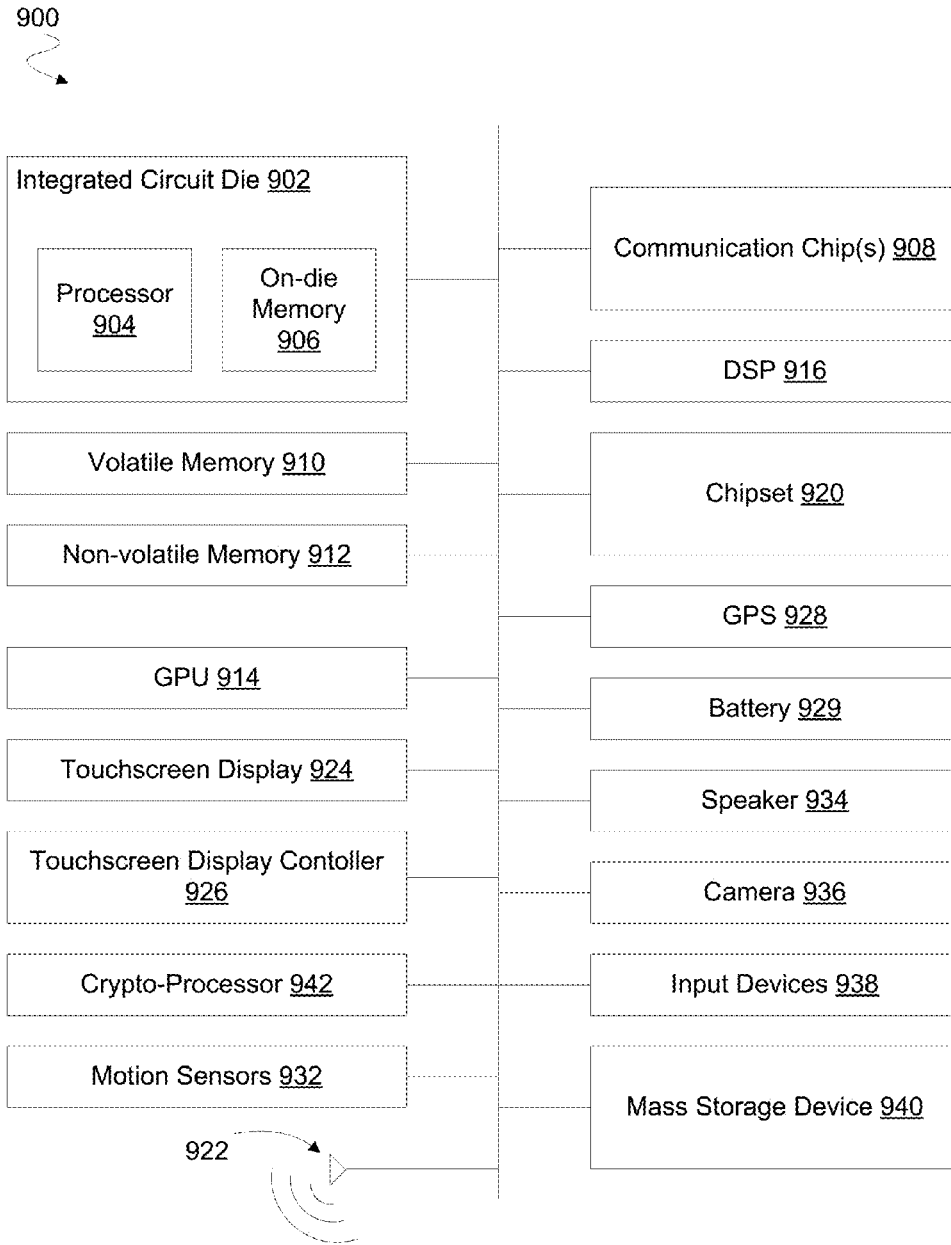 900
Integrated Circuit Die 902
Processor
904
On-die
Memory
906
Volatile Memory 910
Non-volatile Memory 912
GPU 914
Touchscreen Display 924
Touchscreen Display Contoller
926
Crypto-Processor 942
Motion Sensors 932
922
Communication Chip(s) 908
DSP 916
Chipset 920
GPS 928
Battery 929
Speaker 934
Camera 936
Input Devices 938
Mass Storage Device 940